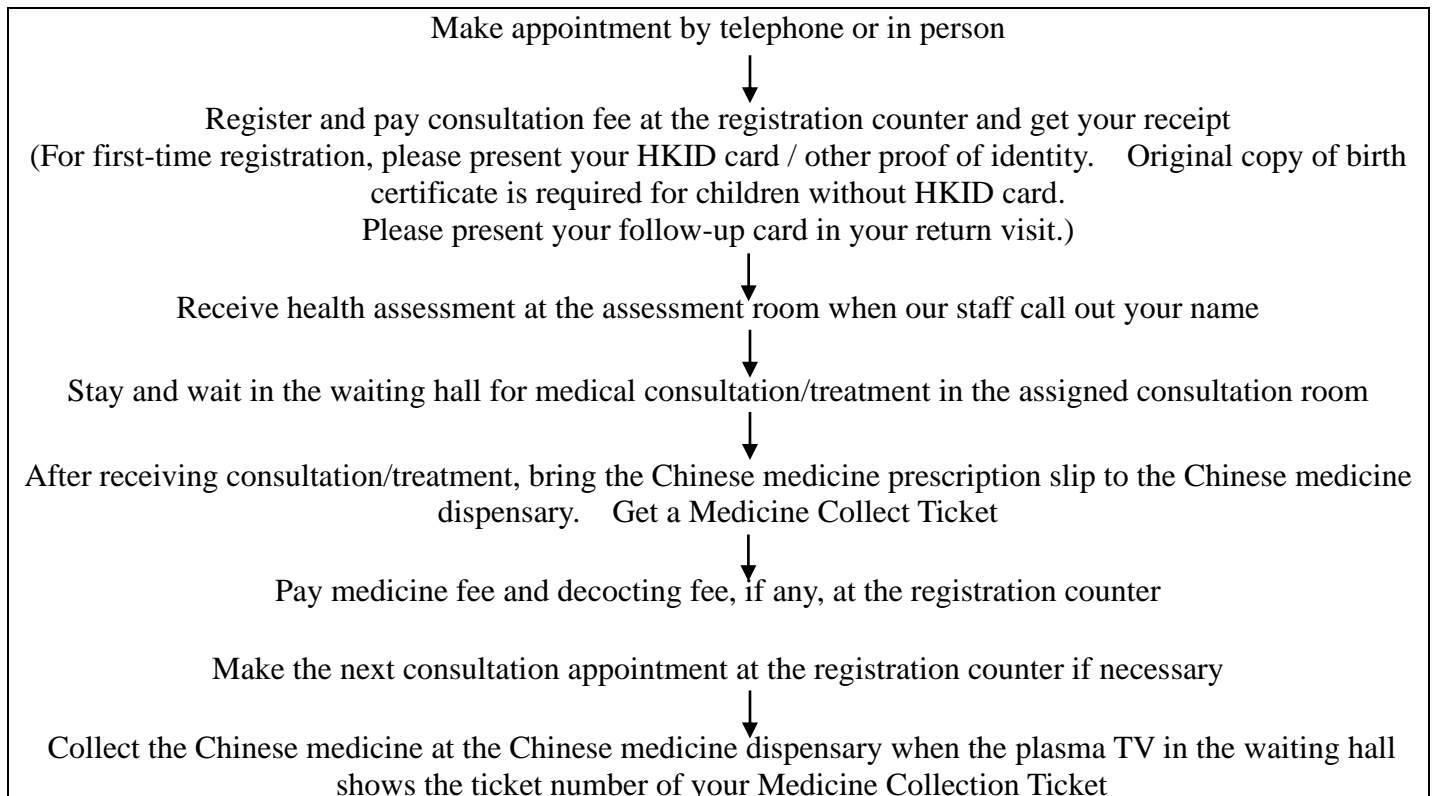 Make appointment by telephone or in person
Register and pay consultation fee at the registration counter and get your receipt
(For first-time registration, please present your HKID card / other proof of identity.    Original copy of birth
certificate is required for children without HKID card.
Please present your follow-up card in your return visit.)
Receive health assessment at the assessment room when our staff call out your name
Stay and wait in the waiting hall for medical consultation/treatment in the assigned consultation room
After receiving consultation/treatment, bring the Chinese medicine prescription slip to the Chinese medicine
dispensary.    Get a Medicine Collect Ticket
Pay medicine fee and decocting fee, if any, at the registration counter
Make the next consultation appointment at the registration counter if necessary
Collect the Chinese medicine at the Chinese medicine dispensary when the plasma TV in the waiting hall
shows the ticket number of your Medicine Collection Ticket